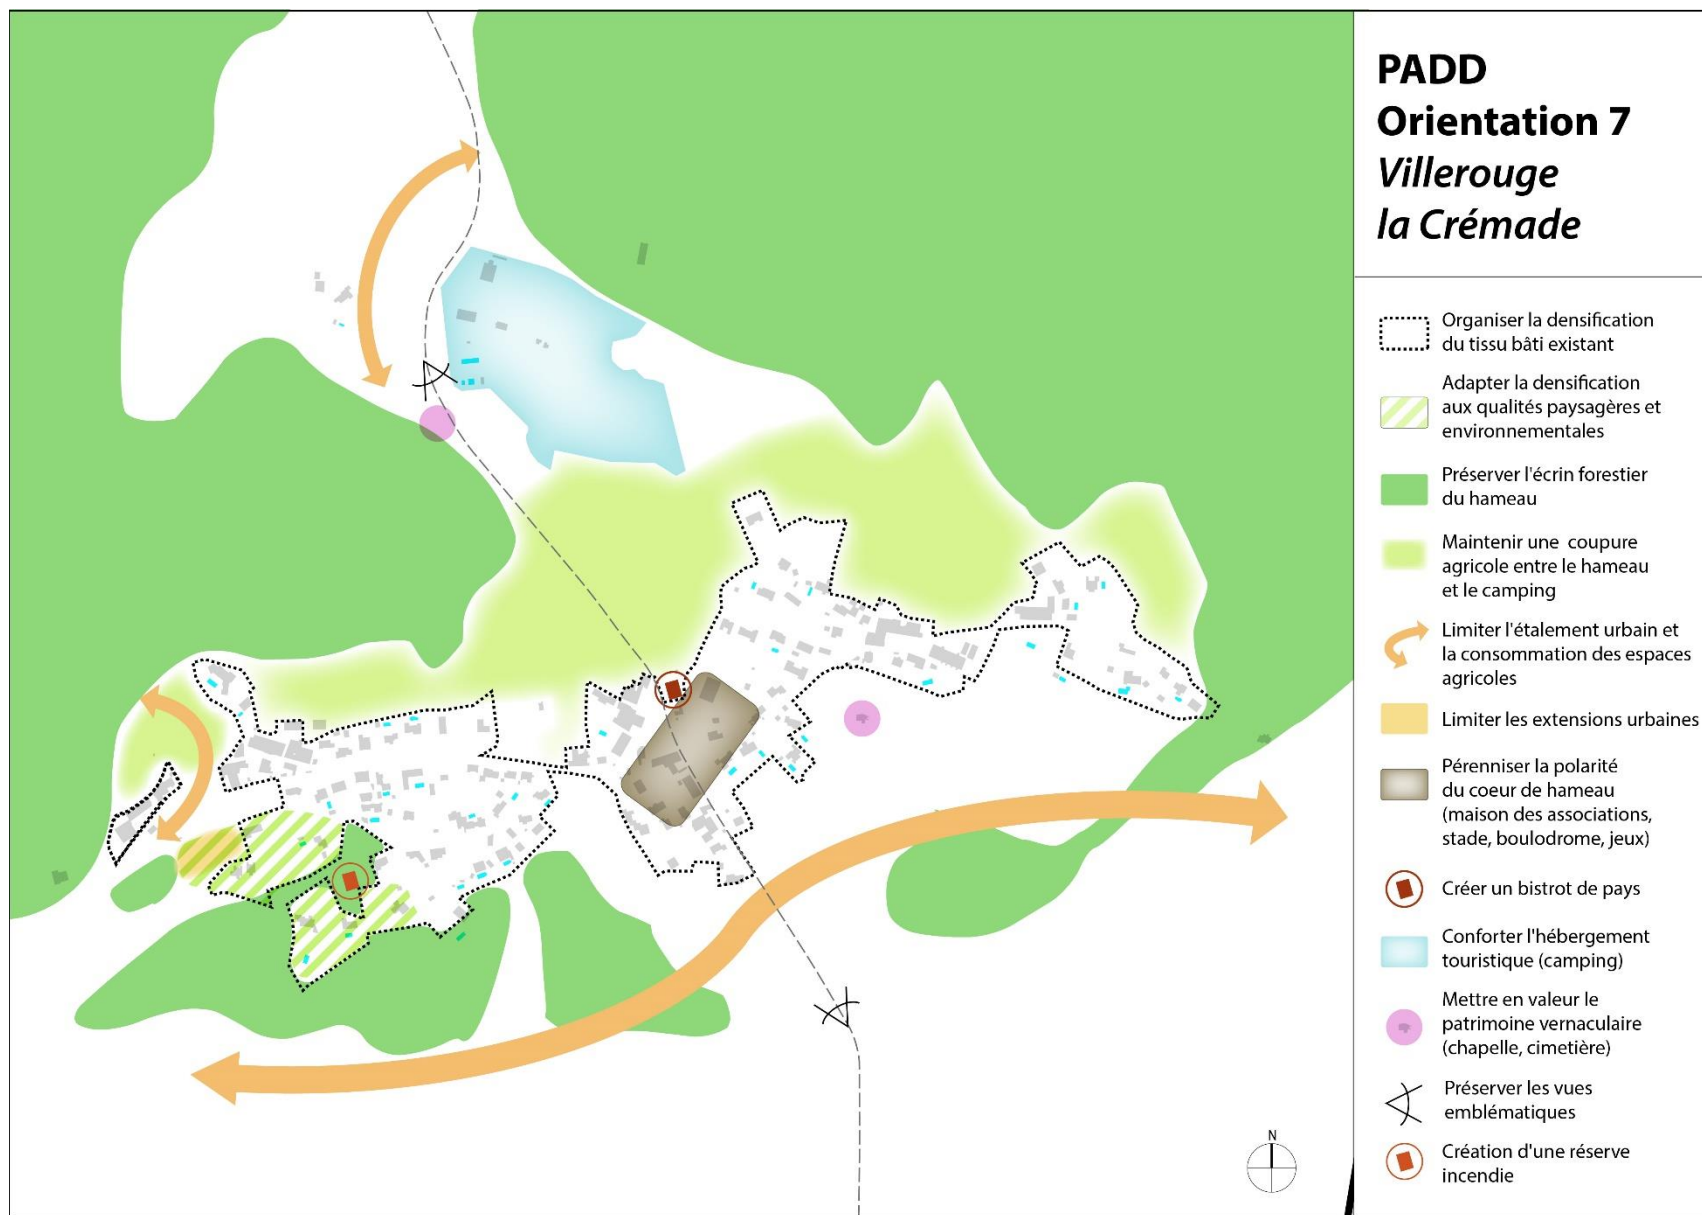 PADD
Orientation 7
Villerouge
la Crémade
Organiser la densification
du tissu bâti existant
Adapter la densification
aux qualités paysagères et
environnementales
Préserver l'écrin forestier
du hameau
Maintenir une coupure
agricole entre le hameau
et le camping
Limiter l'étalement urbain et
la consommation des espaces
agricoles
Limiter les extensions urbaines
Pérenniser la polarité
du coeur de hameau
(maison des associations,
stade, boulodrome, jeux)
Créer un bistrot de pays
Conforter l'hébergement
touristique (camping)
Mettre en valeur le
patrimoine vernaculaire
(chapelle, cimetière)
Préserver les vues
emblématiques
Création d'une réserve
incendie
N